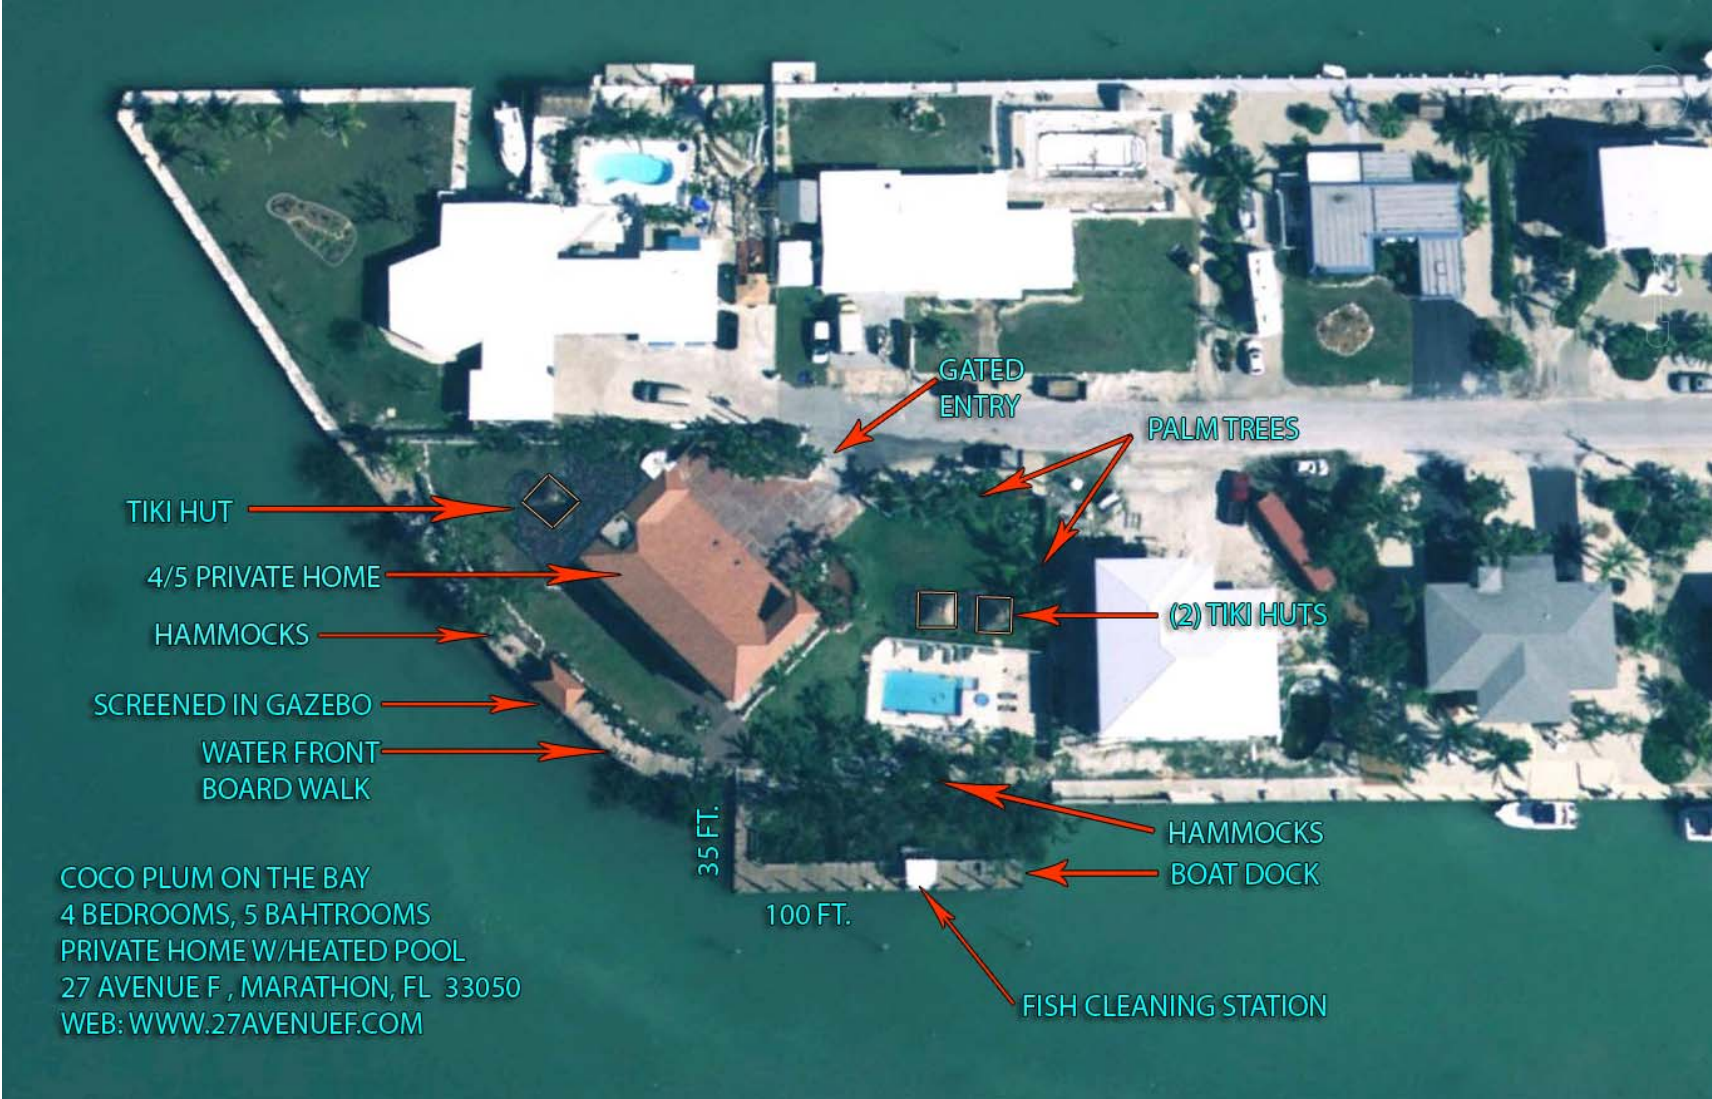 GATED
ENTRY
PALM TREES
TIKI HUT
4/5 PRIVATE HOME
HAMMOCKS
(2) TIKI HUTS
SCREENED IN GAZEBO
WATER FRONT
BOARD WALK
35 FT.
HAMMOCKS
BOAT DOCK
100 FT.
FISH CLEANING STATION
COCO PLUM ON THE BAY
4 BEDROOMS, 5 BAHTROOMS
PRIVATE HOME W/HEATED POOL
27 AVENUE F , MARATHON, FL 33050
WEB: WWW.27AVENUEF.COM